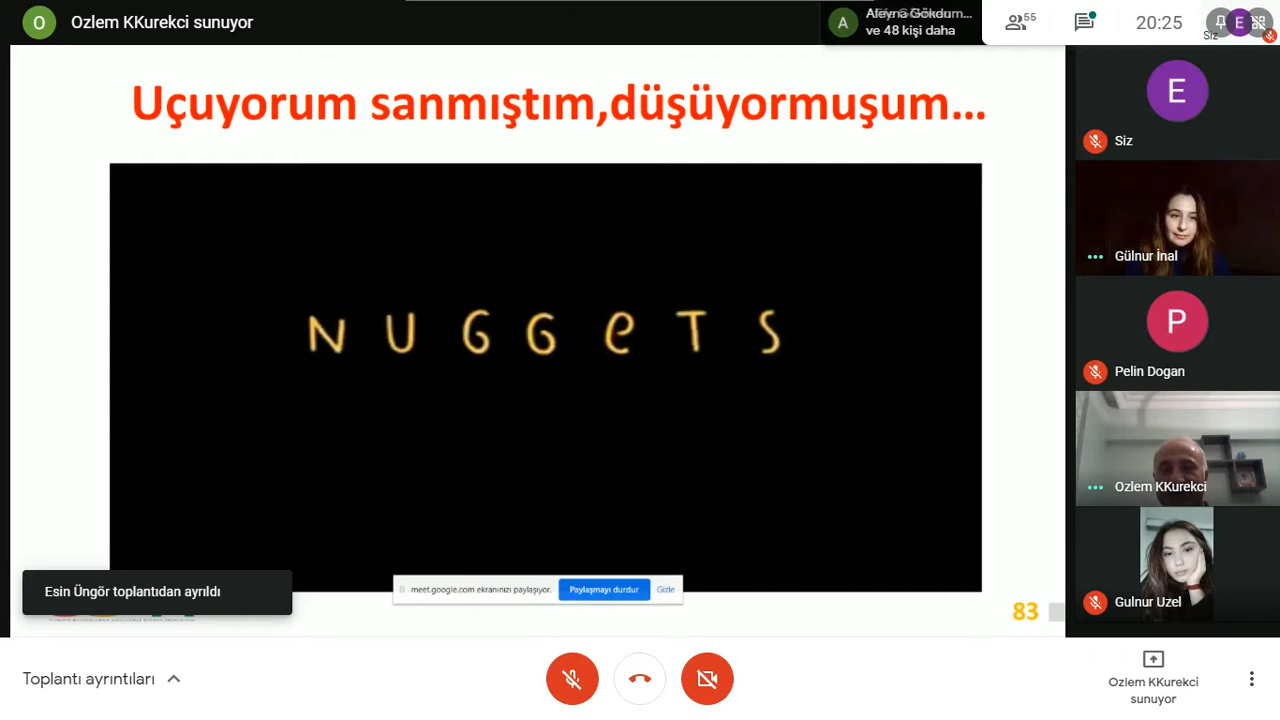 O
Ozlem KKurekci sunuyor
A
ve 48 kişi daha
55
20:25
E
Siz
Uçuyorum sanmıştım,düşüyormuşum...
NUGGETS
E
Siz
Gülnur İnal
P
Pelin Dogan
Ozlem KKurekci
Gulnur Uzel
Esin Üngör toplantıdan ayrıldı
meet.google.com ekranınızı paylaşıyor.
Paylaşmayı durdur
Gizle
83
Toplantı ayrıntıları
Ozlem KKurekci
sunuyor